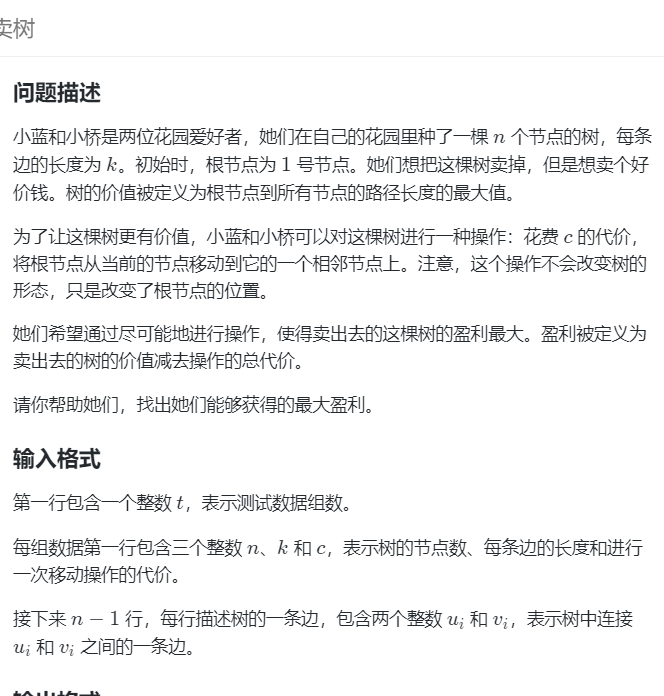 卖树
问题描述
小蓝和小桥是两位花园爱好者，她们在自己的花园里种了一棵 n 个节点的树，每条
边的长度为 k。初始时，根节点为 1 号节点。她们想把这棵树卖掉，但是想卖个好
价钱。树的价值被定义为根节点到所有节点的路径长度的最大值。
为了让这棵树更有价值，小蓝和小桥可以对这棵树进行一种操作：花费 c 的代价，
将根节点从当前的节点移动到它的一个相邻节点上。注意，这个操作不会改变树的
形态，只是改变了根节点的位置。
她们希望通过尽可能地进行操作，使得卖出去的这棵树的盈利最大。盈利被定义为
卖出去的树的价值减去操作的总代价。
请你帮助她们，找出她们能够获得的最大盈利。
输入格式
第一行包含一个整数 t，表示测试数据组数。
每组数据第一行包含三个整数 n、k 和 c，表示树的节点数、每条边的长度和进行
一次移动操作的代价。
接下来 n − 1 行，每行描述树的一条边，包含两个整数 uᵢ 和 vᵢ，表示树中连接
uᵢ 和 vᵢ 之间的一条边。
输出格式